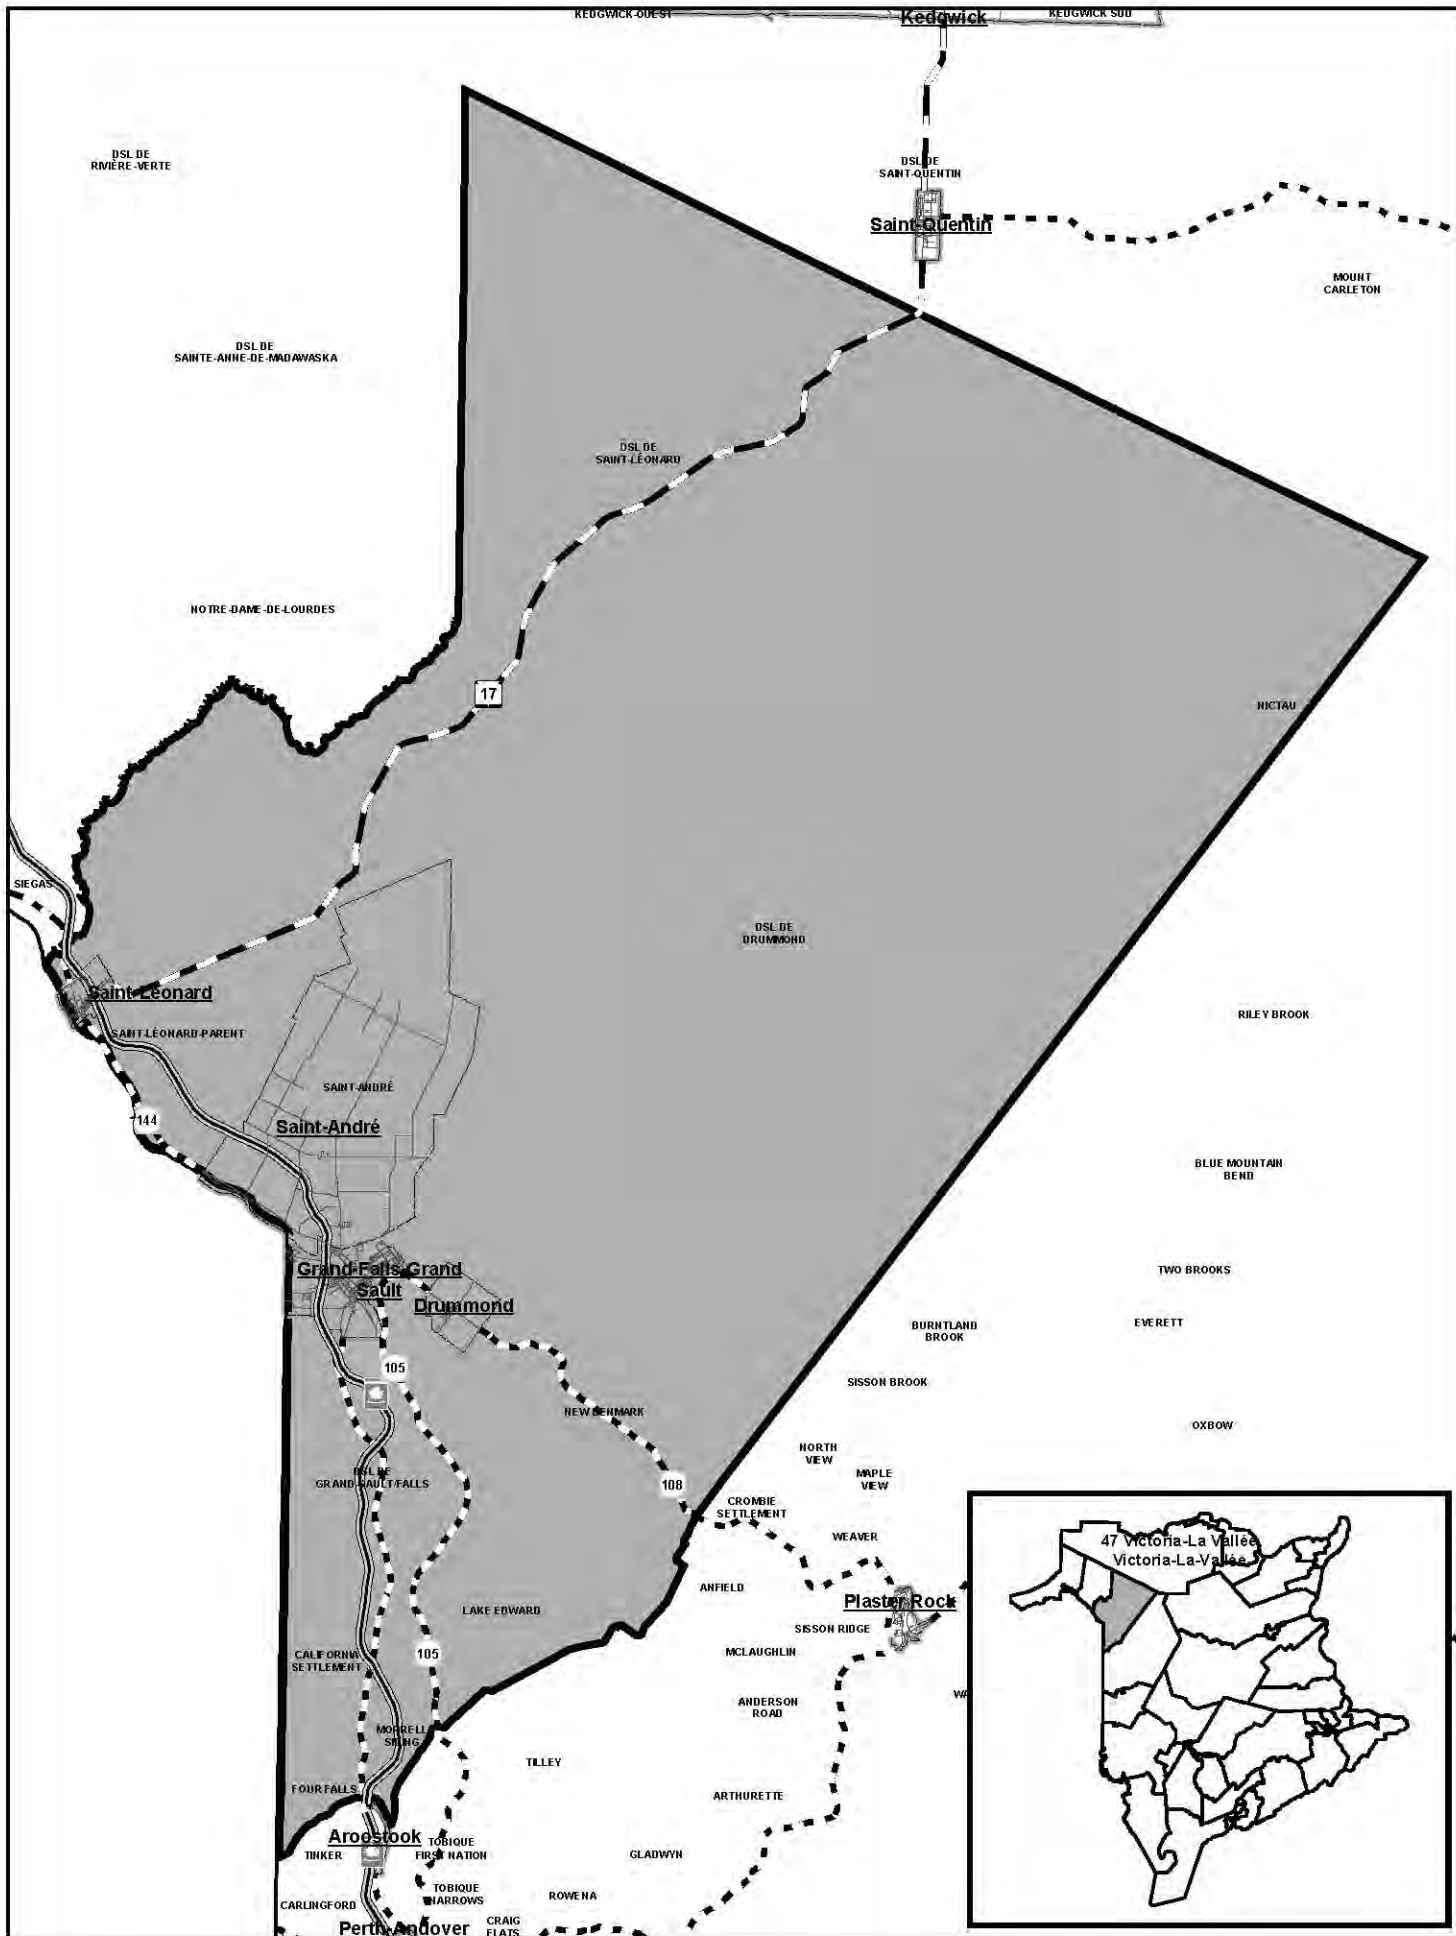 KEDGWICK-OUEST
Kedgwick
KEDGWICK SUD
DSL DE
RIVIÈRE-VERTE
DSL DE
SAINT-QUENTIN
Saint-Quentin
MOUNT
CARLETON
DSL DE
SAINTE-ANNE-DE-MADAWASKA
DSL DE
SAINT-LÉONARD
NOTRE-DAME-DE-LOURDES
17
NICTAU
SIEGAS
DSL DE
DRUMMOND
Saint-Léonard
SAINT-LÉONARD-PARENT
RILEY BROOK
SAINT-ANDRÉ
144
Saint-André
BLUE MOUNTAIN
BEND
Grand-Falls-Grand
Sault
TWO BROOKS
Drummond
BURNTLAND
BROOK
EVERETT
105
SISSON BROOK
NEW DENMARK
OXBOW
NORTH
VIEW
MAPLE
VIEW
DSL DE
GRAND-SAULT/FALLS
108
CROMBIE
SETTLEMENT
WEAVER
47 Victoria-La Vallée
Victoria-La-Vallée
ANFIELD
Plaster Rock
LAKE EDWARD
SISSON RIDGE
CALIFORNIA
SETTLEMENT
105
MCLAUGHLIN
ANDERSON
ROAD
MORRELL
SIDING
TILLEY
FOUR FALLS
ARTHURETTE
Aroostook
TINKER
TOBIQUE
FIRST NATION
GLADWYN
TOBIQUE
NARROWS
ROWENA
CARLINGFORD
Perth-Andover
CRAIG
FLATS